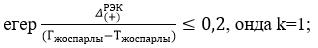 егер Δ(+)^РЭК / (Гжоспарлы−Тжоспарлы) ≤ 0,2, онда k=1;